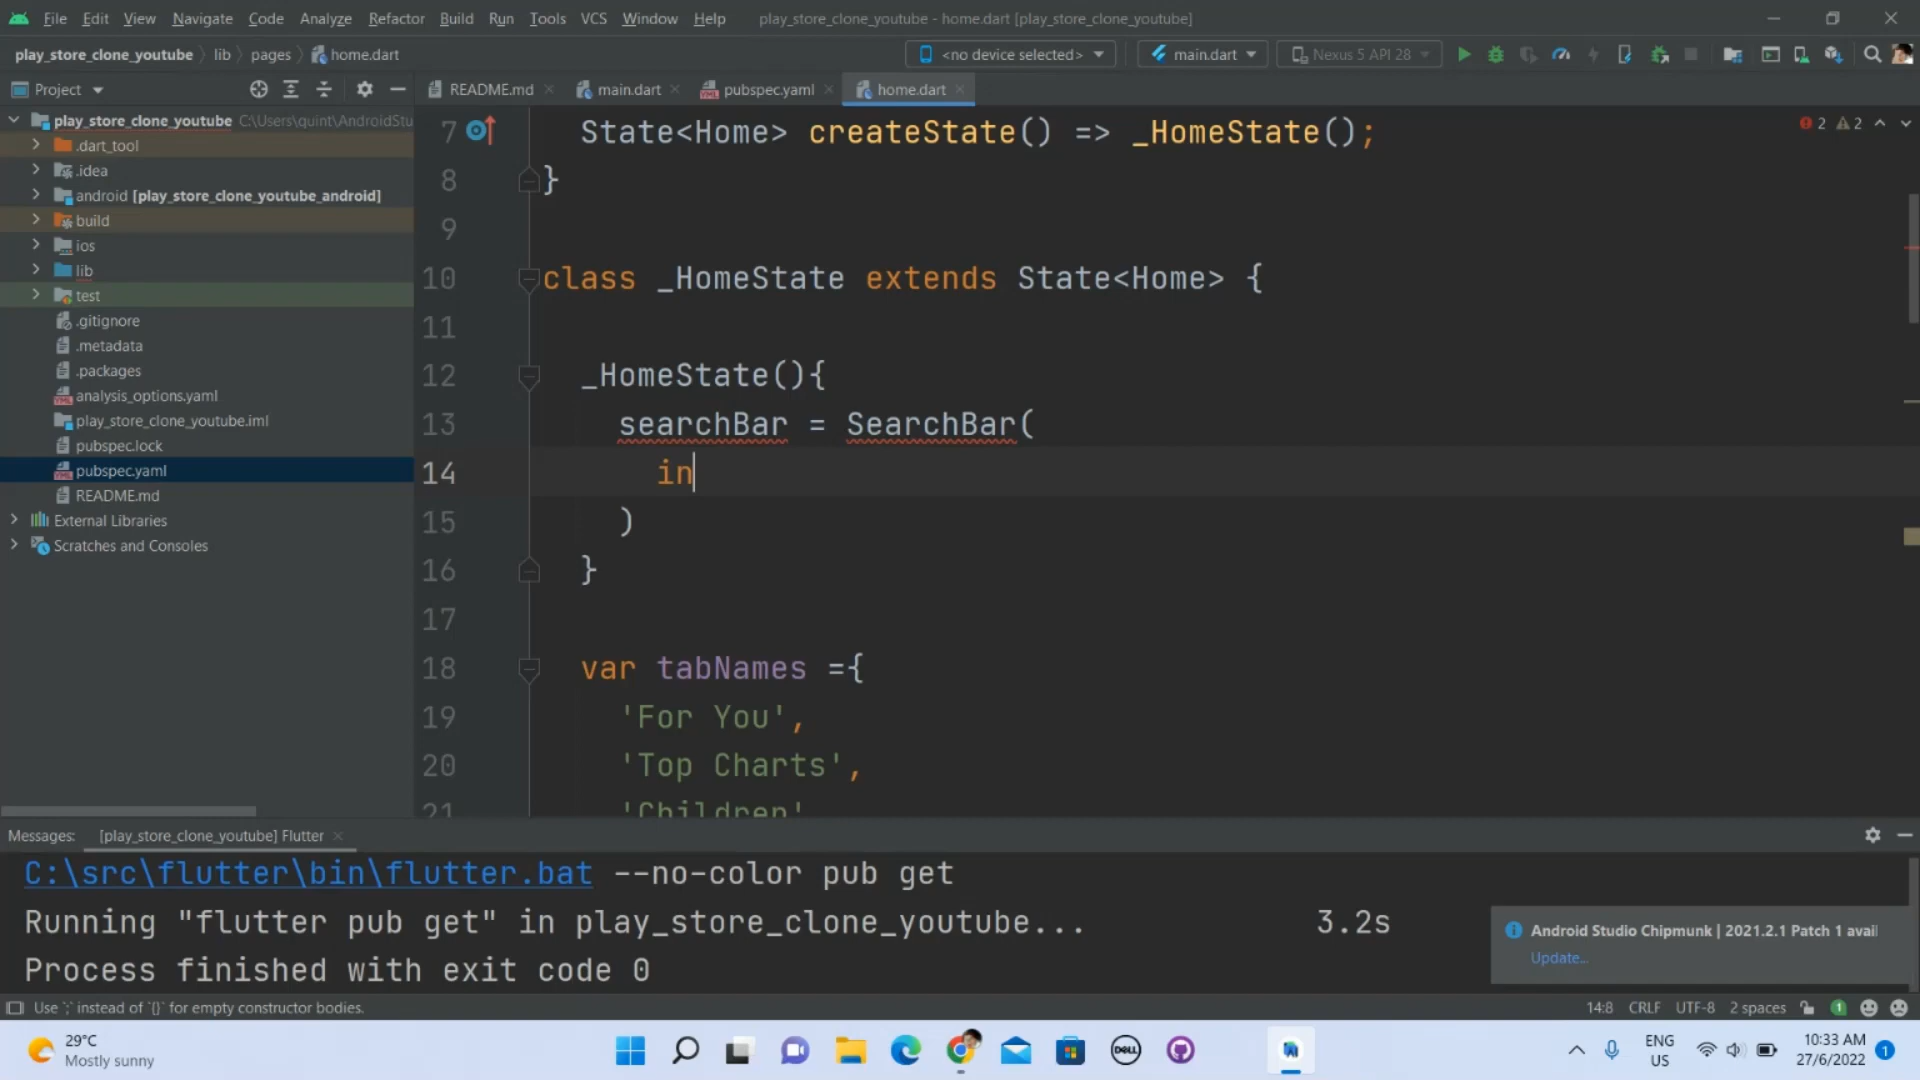 File Edit View Navigate Code Analyze Refactor Build Run Tools VCS Window Help play_store_clone_youtube - home.dart [play_store_clone_youtube]
play_store_clone_youtube lib pages home.dart <no device selected> main.dart Nexus 5 API 28
Project README.md main.dart pubspec.yaml home.dart
play_store_clone_youtube C:\Users\quint\AndroidStu
.dart_tool
.idea
android [play_store_clone_youtube_android]
build
ios
lib
test
.gitignore
.metadata
.packages
analysis_options.yaml
play_store_clone_youtube.iml
pubspec.lock
pubspec.yaml
README.md
External Libraries
Scratches and Consoles
2 2
7 State<Home> createState() => _HomeState();
8 }
9
10 class _HomeState extends State<Home> {
11
12 _HomeState(){
13 searchBar = SearchBar(
14 in
15 )
16 }
17
18 var tabNames ={
19 'For You',
20 'Top Charts',
21 'Children'
Messages: [play_store_clone_youtube] Flutter
C:\src\flutter\bin\flutter.bat --no-color pub get
Running "flutter pub get" in play_store_clone_youtube... 3.2s
Process finished with exit code 0
Android Studio Chipmunk | 2021.2.1 Patch 1 avail
Update...
Use ';' instead of '{}' for empty constructor bodies. 14:8 CRLF UTF-8 2 spaces 1
29°C
Mostly sunny
DELL
ENG
US
10:33 AM
27/6/2022
1